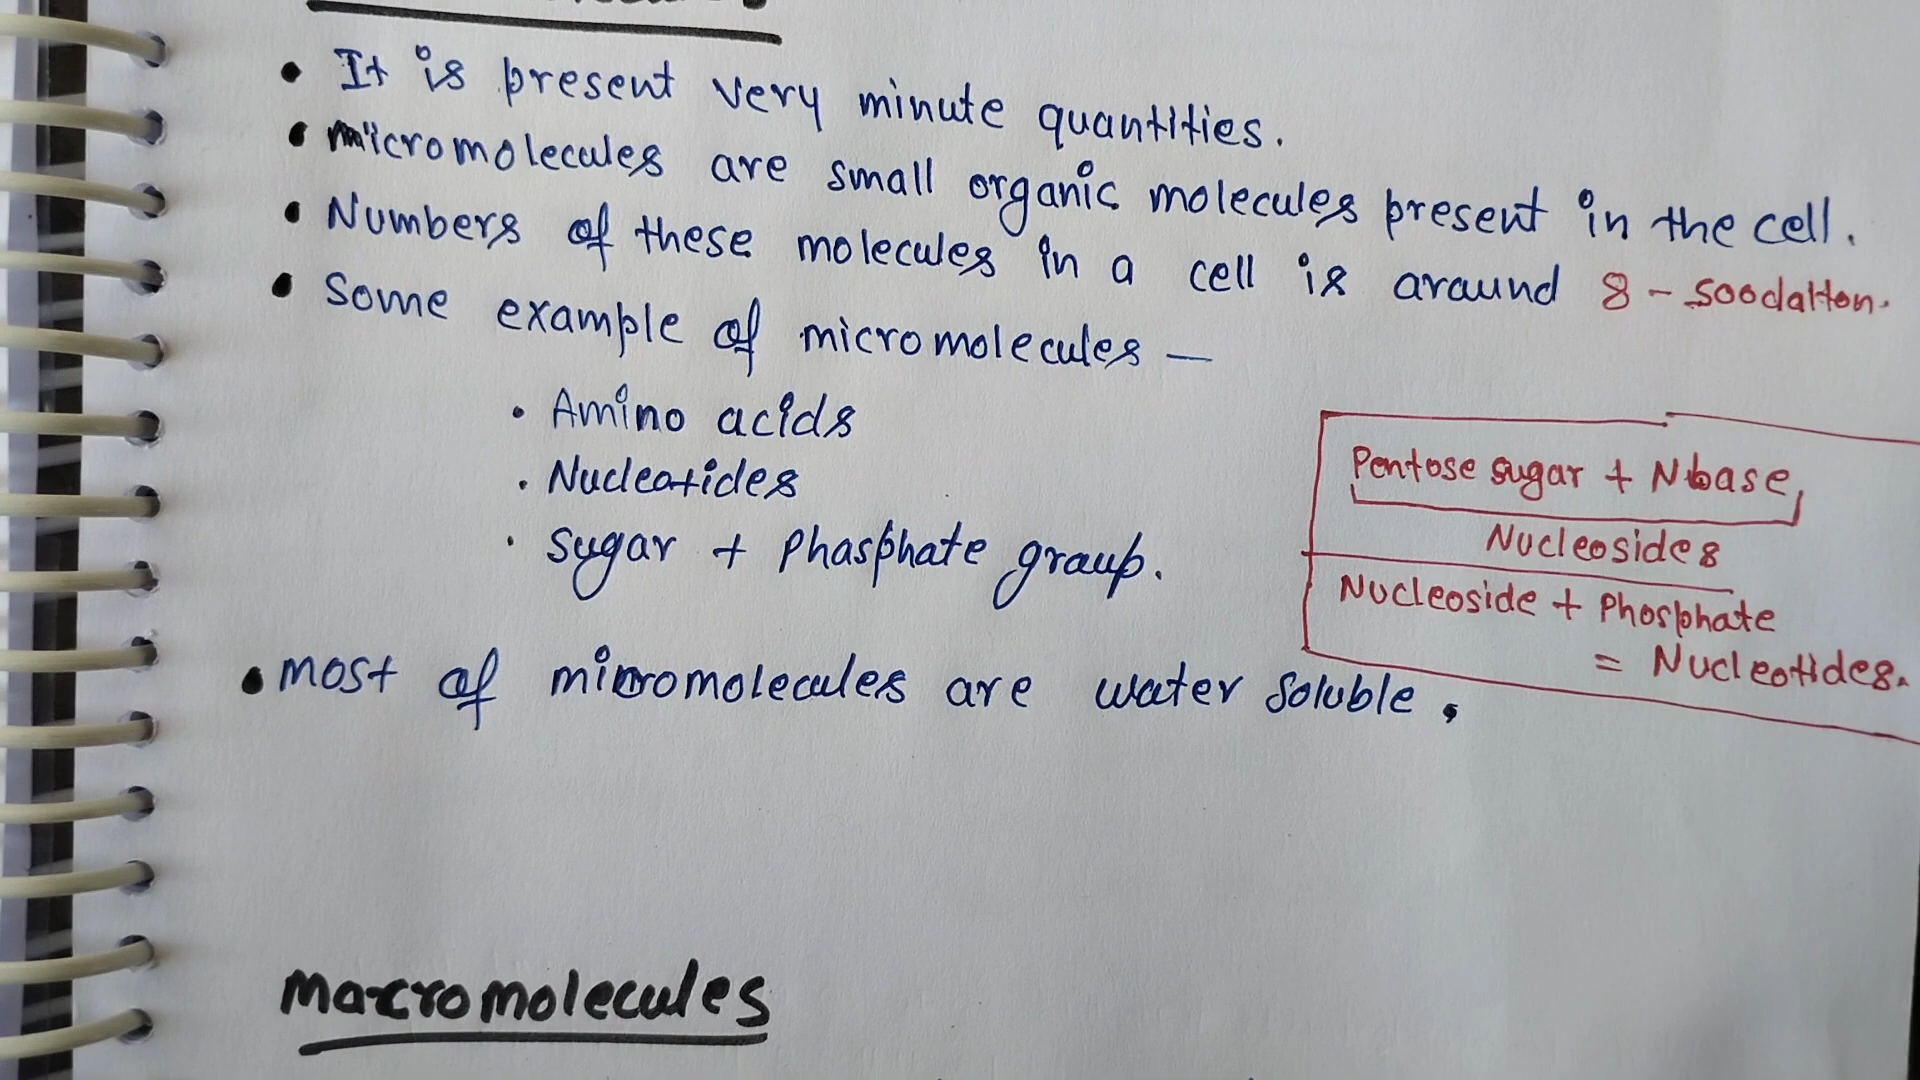 • It is present very minute quantities.
• micromolecules are small organic molecules present in the cell.
• Numbers of these molecules in a cell is araund 8 - 500dalton.
• Some example of micromolecules —
• Amino acids
• Nucleotides
• Sugar + Phasphate graup.
Pentose sugar + N base,
Nucleosides
Nucleoside + Phosphate
= Nucleotides.
• most of micromolecules are water soluble.
Macromolecules